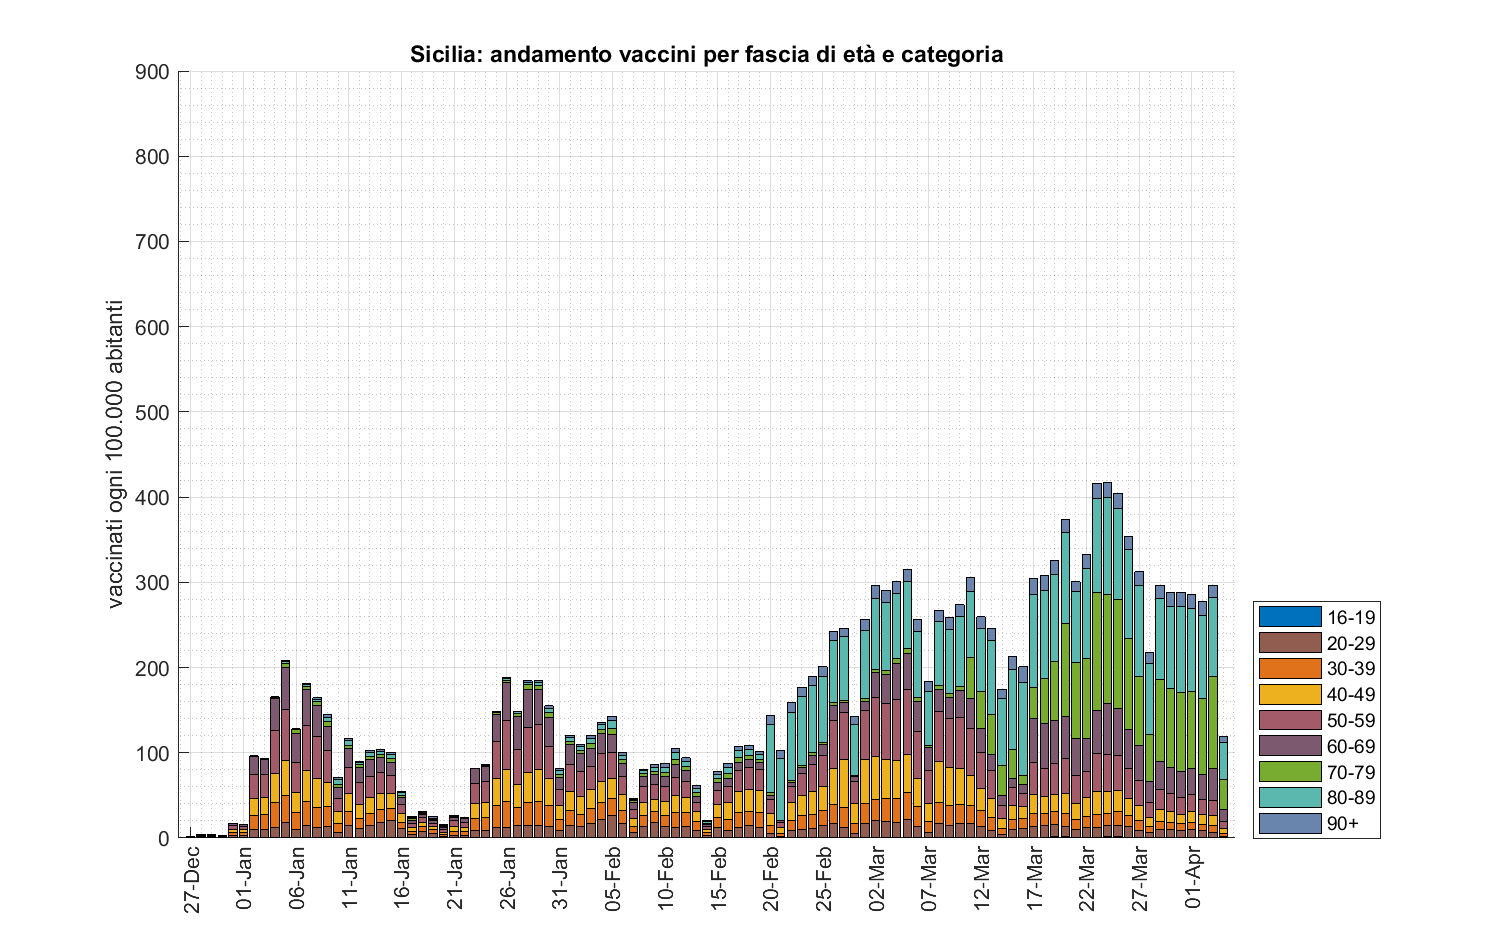 Sicilia: andamento vaccini per fascia di età e categoria
vaccinati ogni 100.000 abitanti
900
800
700
600
500
400
300
200
100
0
27-Dec
01-Jan
06-Jan
11-Jan
16-Jan
21-Jan
26-Jan
31-Jan
05-Feb
10-Feb
15-Feb
20-Feb
25-Feb
02-Mar
07-Mar
12-Mar
17-Mar
22-Mar
27-Mar
01-Apr
16-19
20-29
30-39
40-49
50-59
60-69
70-79
80-89
90+